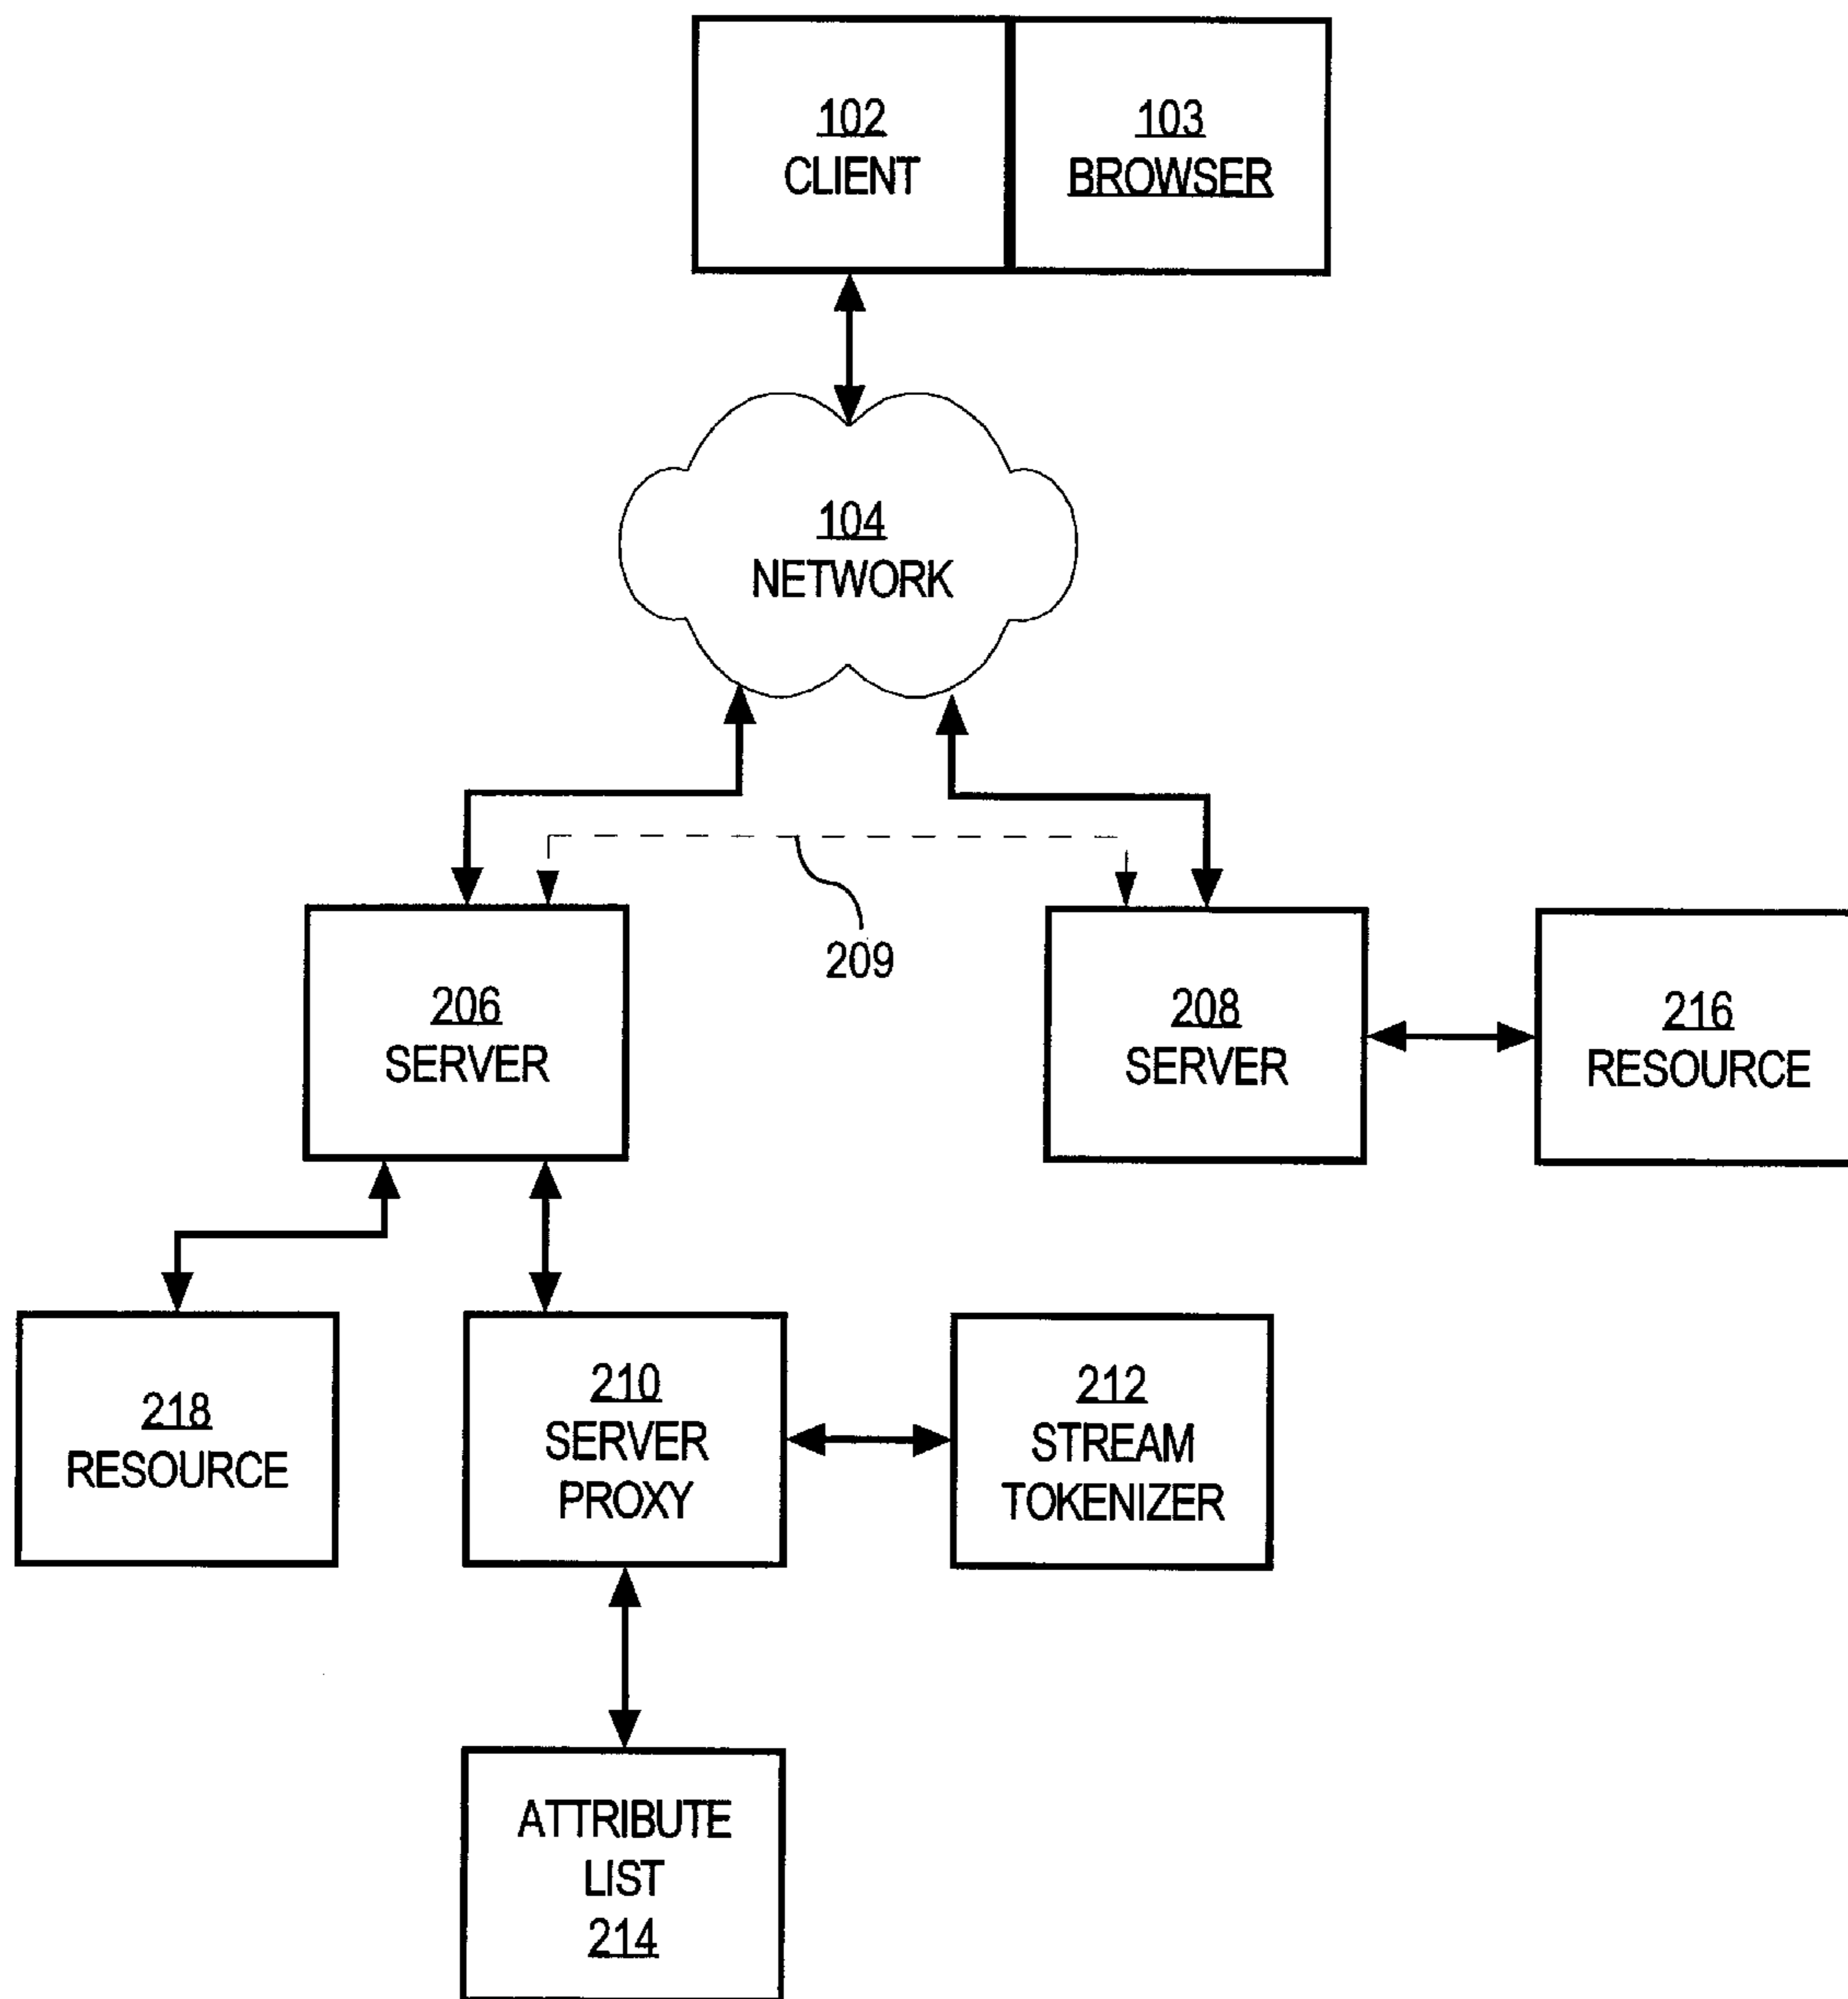 102
CLIENT
103
BROWSER
104
NETWORK
209
206
SERVER
208
SERVER
216
RESOURCE
218
RESOURCE
210
SERVER
PROXY
212
STREAM
TOKENIZER
ATTRIBUTE
LIST
214